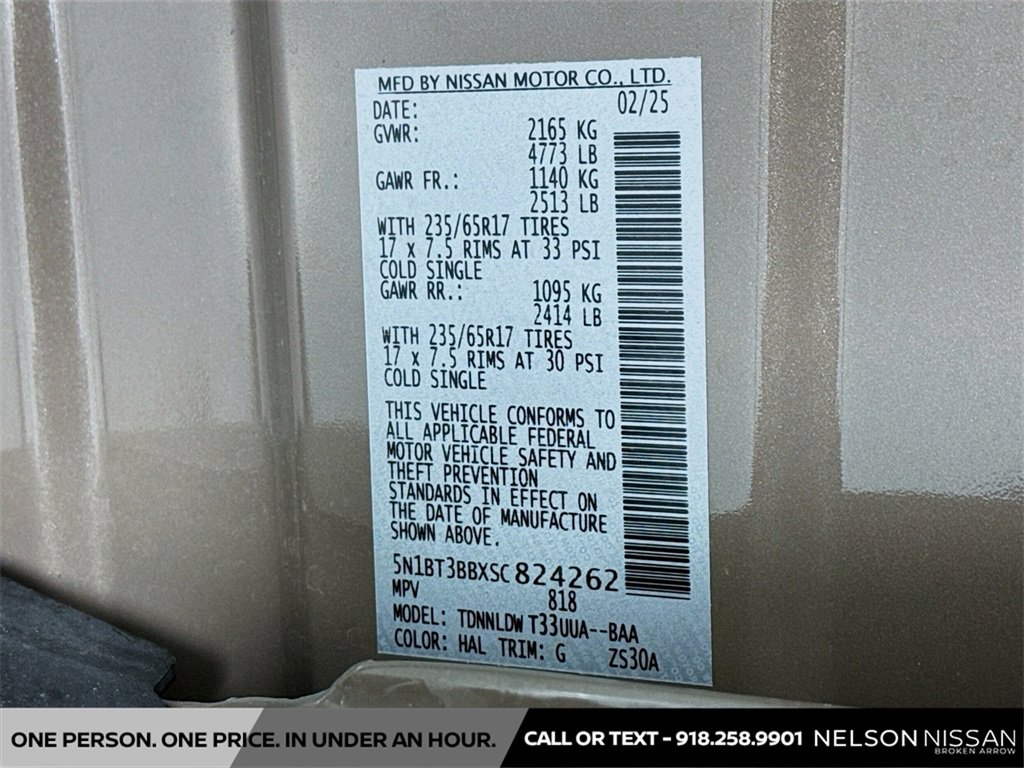 MFD BY NISSAN MOTOR CO., LTD.
DATE: 02/25
GVWR: 2165 KG
4773 LB
GAWR FR.: 1140 KG
2513 LB
WITH 235/65R17 TIRES
17 x 7.5 RIMS AT 33 PSI
COLD SINGLE
GAWR RR.: 1095 KG
2414 LB
WITH 235/65R17 TIRES
17 x 7.5 RIMS AT 30 PSI
COLD SINGLE
THIS VEHICLE CONFORMS TO
ALL APPLICABLE FEDERAL
MOTOR VEHICLE SAFETY AND
THEFT PREVENTION
STANDARDS IN EFFECT ON
THE DATE OF MANUFACTURE
SHOWN ABOVE.
5N1BT3BBXSC824262
MPV 818
MODEL: TDNNLDW T33UUA--BAA
COLOR: HAL TRIM: G ZS30A
ONE PERSON. ONE PRICE. IN UNDER AN HOUR. CALL OR TEXT - 918.258.9901 NELSON NISSAN
BROKEN ARROW